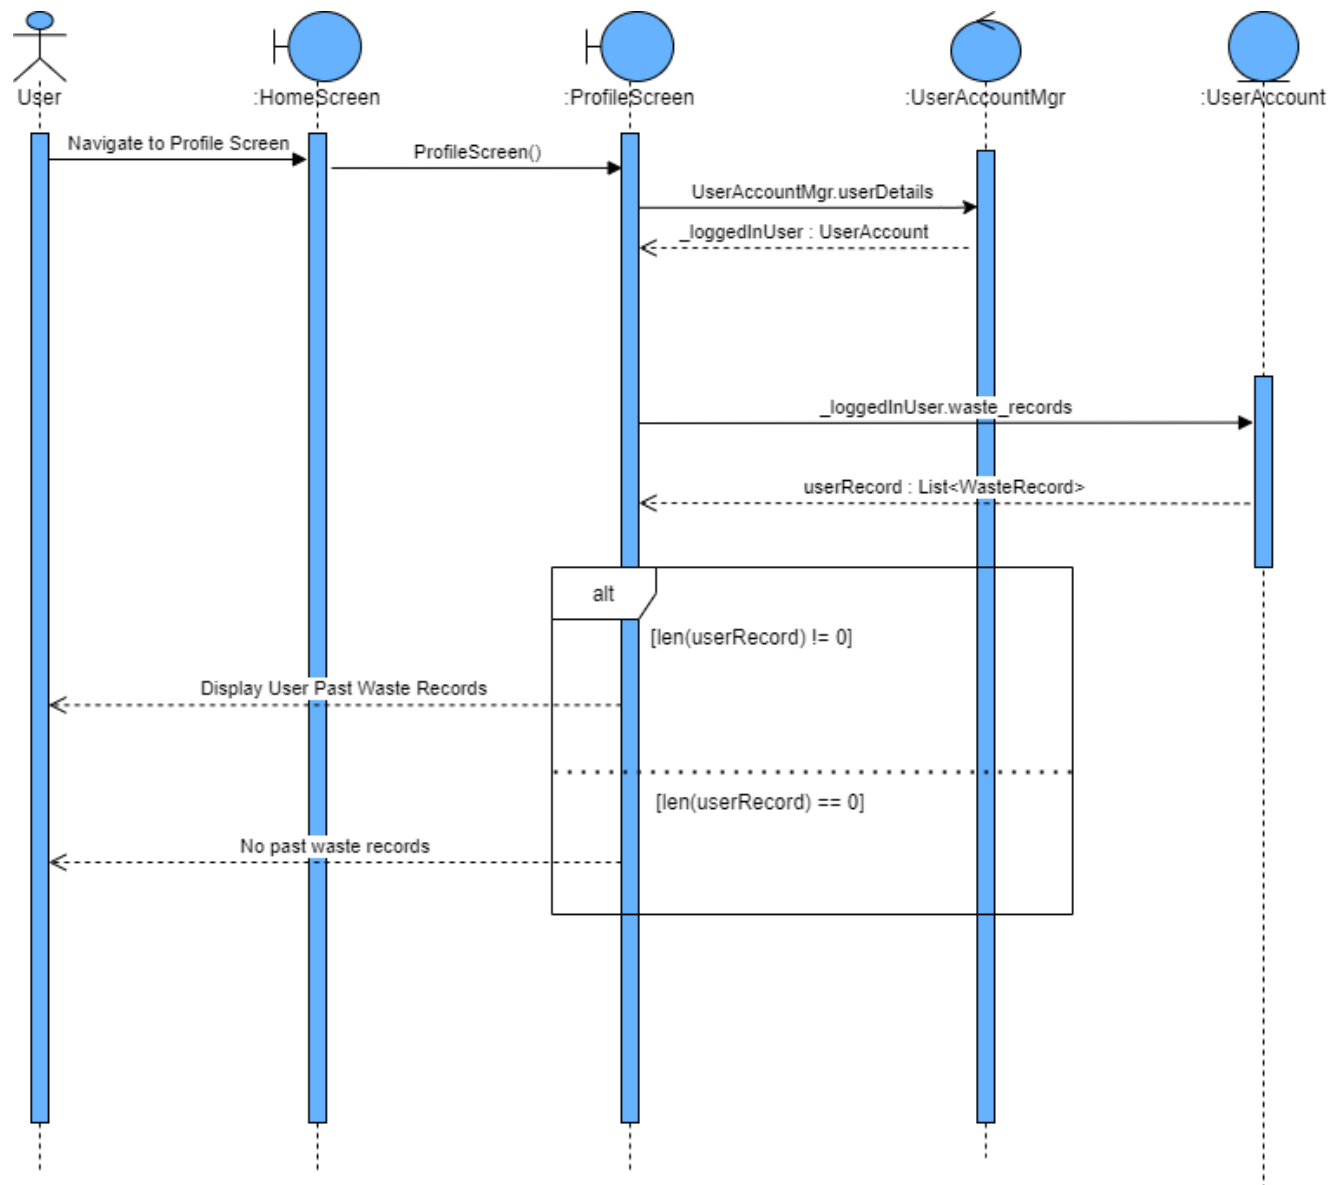 User
:HomeScreen
:ProfileScreen
:UserAccountMgr
:UserAccount
Navigate to Profile Screen
ProfileScreen()
UserAccountMgr.userDetails
_loggedInUser : UserAccount
_loggedInUser.waste_records
userRecord : List<WasteRecord>
alt
[len(userRecord) != 0]
Display User Past Waste Records
[len(userRecord) == 0]
No past waste records